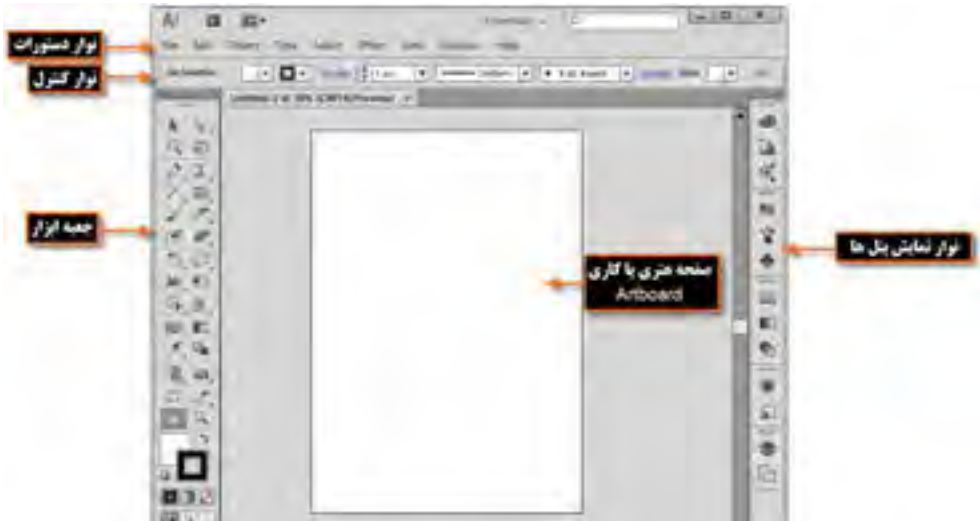 Ai
نوار دستورات
File Edit Object Type Select Effect View Window Help
نوار کنترل
جعبه ابزار
صفحه هنری یا کاری
Artboard
نوار نمایش پنل ها